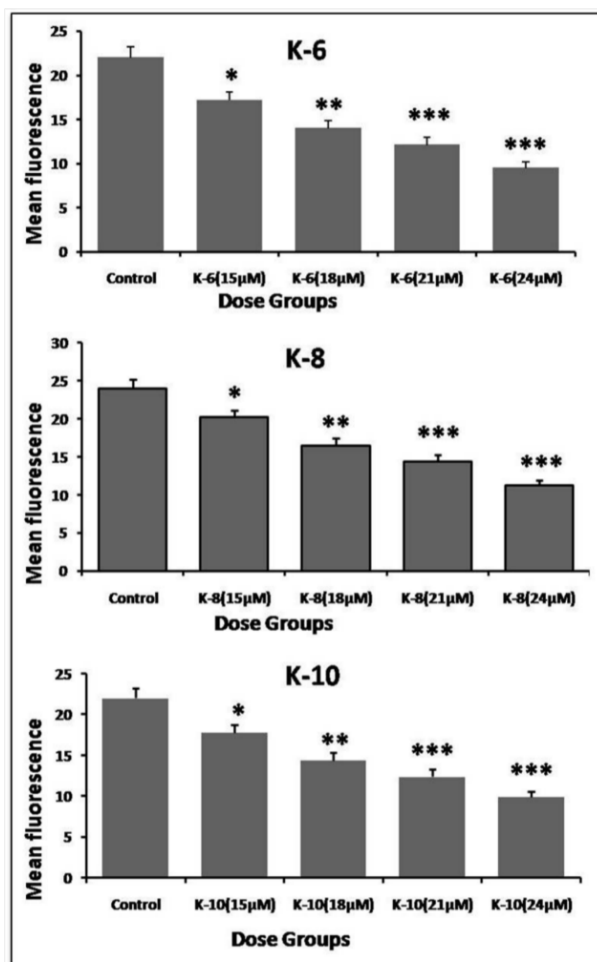 K-6
Mean fluorescence
25
20
15
10
5
0
*
**
***
***
Control K-6(15µM) K-6(18µM) K-6(21µM) K-6(24µM)
Dose Groups
K-8
Mean fluorescence
30
25
20
15
10
5
0
*
**
***
***
Control K-8(15µM) K-8(18µM) K-8(21µM) K-8(24µM)
Dose Groups
K-10
Mean fluorescence
25
20
15
10
5
0
*
**
***
***
Control K-10(15µM) K-10(18µM) K-10(21µM) K-10(24µM)
Dose Groups